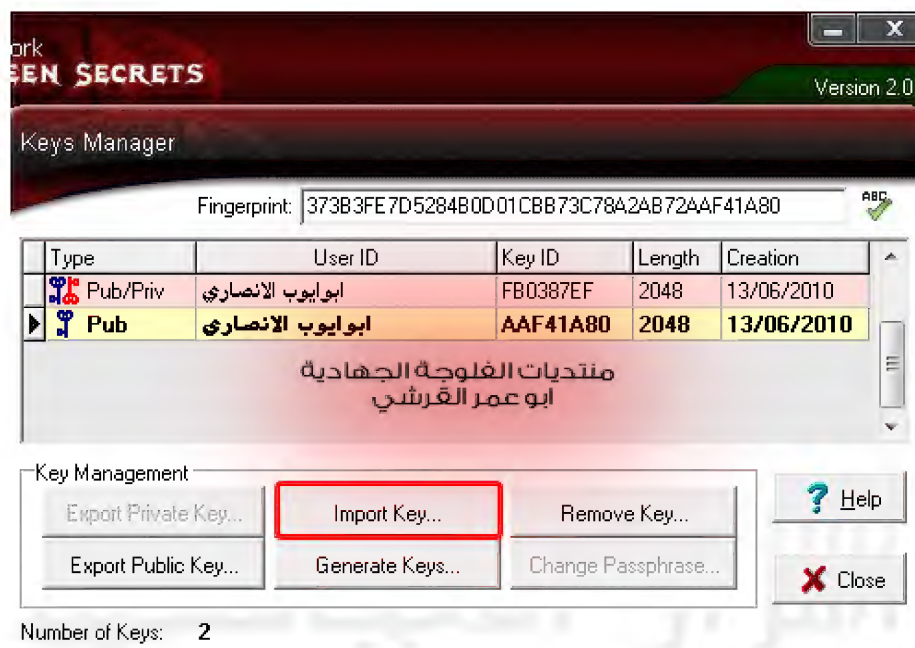 ork
EEN SECRETS
Version 2.0
Keys Manager
Fingerprint: 373B3FE7D5284B0D01CBB73C78A2AB72AAF41A80
ABC
Type User ID Key ID Length Creation
Pub/Priv ابوايوب الانصاري FB0387EF 2048 13/06/2010
Pub ابوايوب الانصاري AAF41A80 2048 13/06/2010
منتديات الفلوجة الجهادية
ابو عمر القرشي
Key Management
Export Private Key... Import Key... Remove Key... Help
Export Public Key... Generate Keys... Change Passphrase... Close
Number of Keys: 2